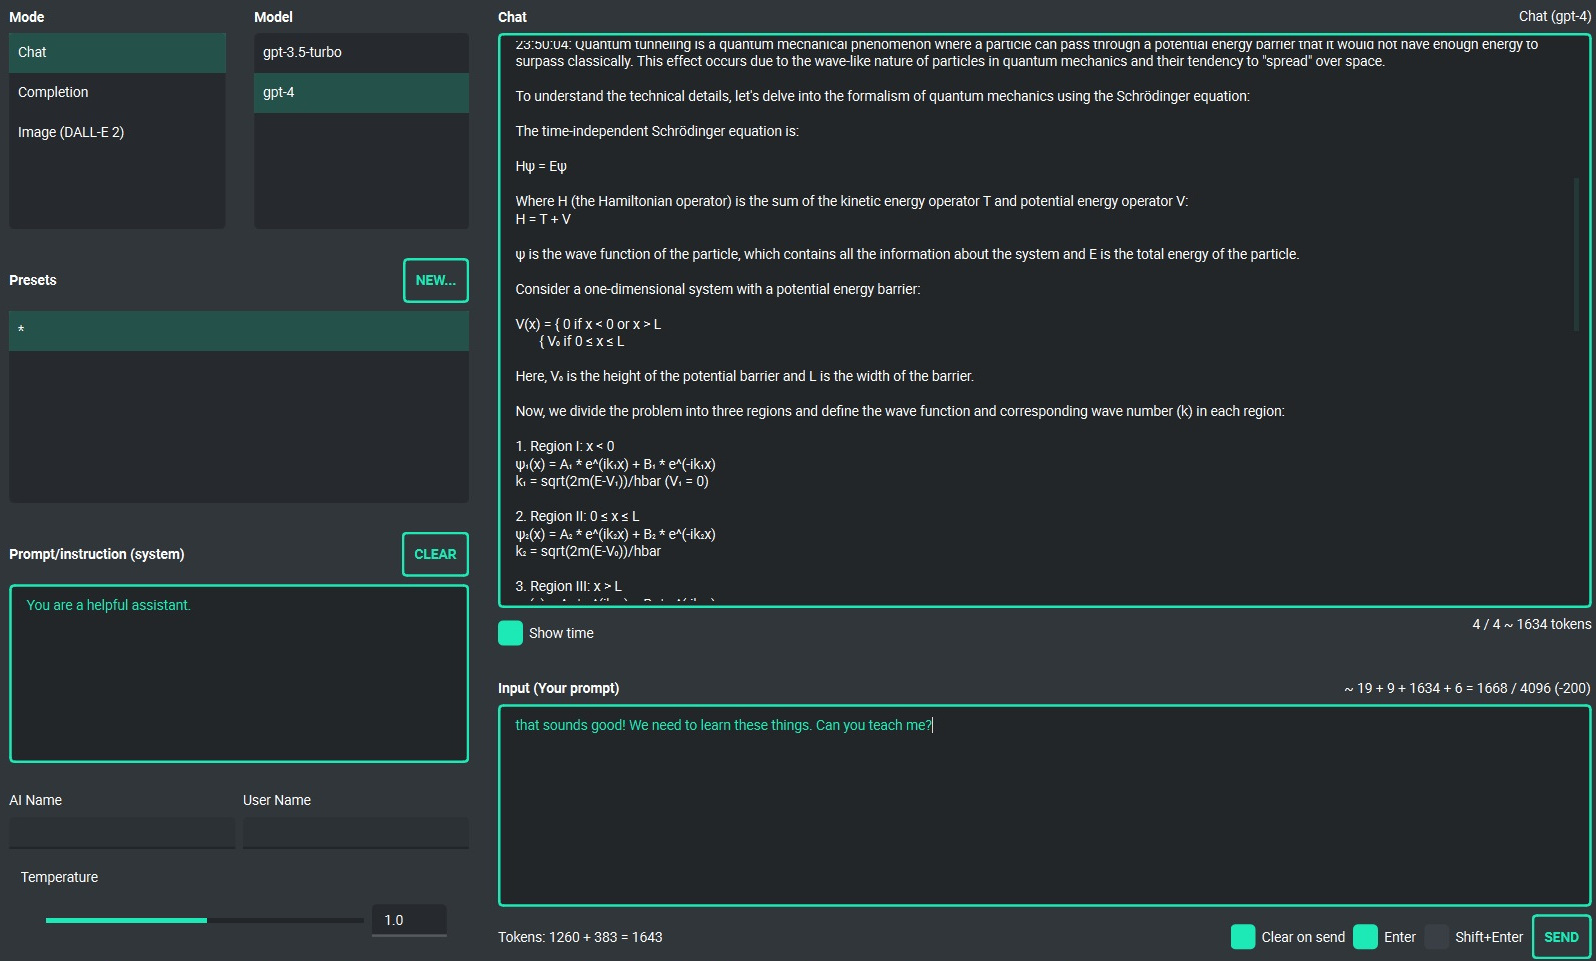 Mode
Model
Chat
Chat (gpt-4)
Chat
Completion
Image (DALL-E 2)
gpt-3.5-turbo
gpt-4
Presets
NEW...
*
Prompt/instruction (system)
CLEAR
You are a helpful assistant.
AI Name
User Name
Temperature
1.0
23:50:04: Quantum tunneling is a quantum mechanical phenomenon where a particle can pass through a potential energy barrier that it would not have enough energy to
surpass classically. This effect occurs due to the wave-like nature of particles in quantum mechanics and their tendency to "spread" over space.
To understand the technical details, let's delve into the formalism of quantum mechanics using the Schrödinger equation:
The time-independent Schrödinger equation is:
Hψ = Eψ
Where H (the Hamiltonian operator) is the sum of the kinetic energy operator T and potential energy operator V:
H = T + V
ψ is the wave function of the particle, which contains all the information about the system and E is the total energy of the particle.
Consider a one-dimensional system with a potential energy barrier:
V(x) = { 0 if x < 0 or x > L
{ V₀ if 0 ≤ x ≤ L
Here, V₀ is the height of the potential barrier and L is the width of the barrier.
Now, we divide the problem into three regions and define the wave function and corresponding wave number (k) in each region:
1. Region I: x < 0
ψ₁(x) = A₁ * e^(ik₁x) + B₁ * e^(-ik₁x)
k₁ = sqrt(2m(E-V₁))/hbar (V₁ = 0)
2. Region II: 0 ≤ x ≤ L
ψ₂(x) = A₂ * e^(ik₂x) + B₂ * e^(-ik₂x)
k₂ = sqrt(2m(E-V₀))/hbar
3. Region III: x > L
Show time
4 / 4 ~ 1634 tokens
Input (Your prompt)
~ 19 + 9 + 1634 + 6 = 1668 / 4096 (-200)
that sounds good! We need to learn these things. Can you teach me?
Tokens: 1260 + 383 = 1643
Clear on send
Enter
Shift+Enter
SEND